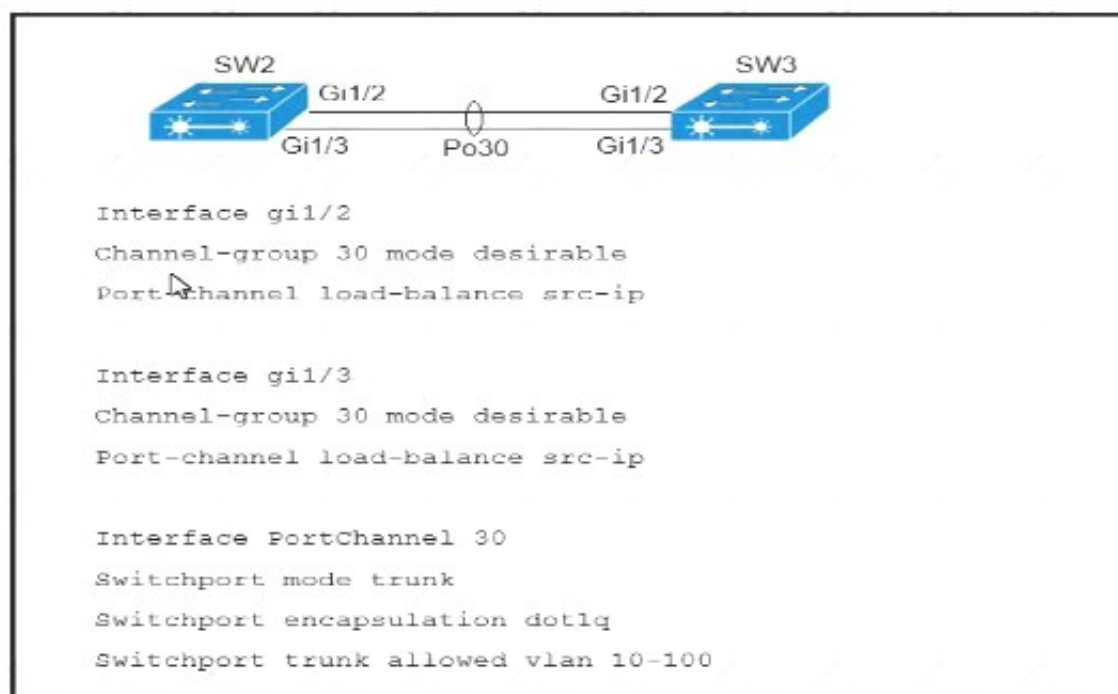 SW2
SW3
Gi1/2
Gi1/2
Gi1/3
Po30
Gi1/3
Interface gi1/2
Channel-group 30 mode desirable
Port-channel load-balance src-ip
Interface gi1/3
Channel-group 30 mode desirable
Port-channel load-balance src-ip
Interface PortChannel 30
Switchport mode trunk
Switchport encapsulation dot1q
Switchport trunk allowed vlan 10-100